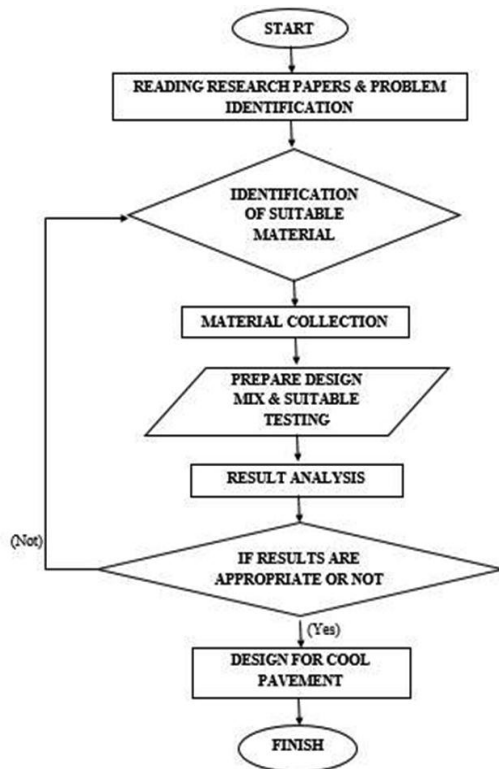 START
READING RESEARCH PAPERS & PROBLEM
IDENTIFICATION
IDENTIFICATION
OF SUITABLE
MATERIAL
MATERIAL COLLECTION
PREPARE DESIGN
MIX & SUITABLE
TESTING
RESULT ANALYSIS
(Not)
IF RESULTS ARE
APPROPRIATE OR NOT
(Yes)
DESIGN FOR COOL
PAVEMENT
FINISH